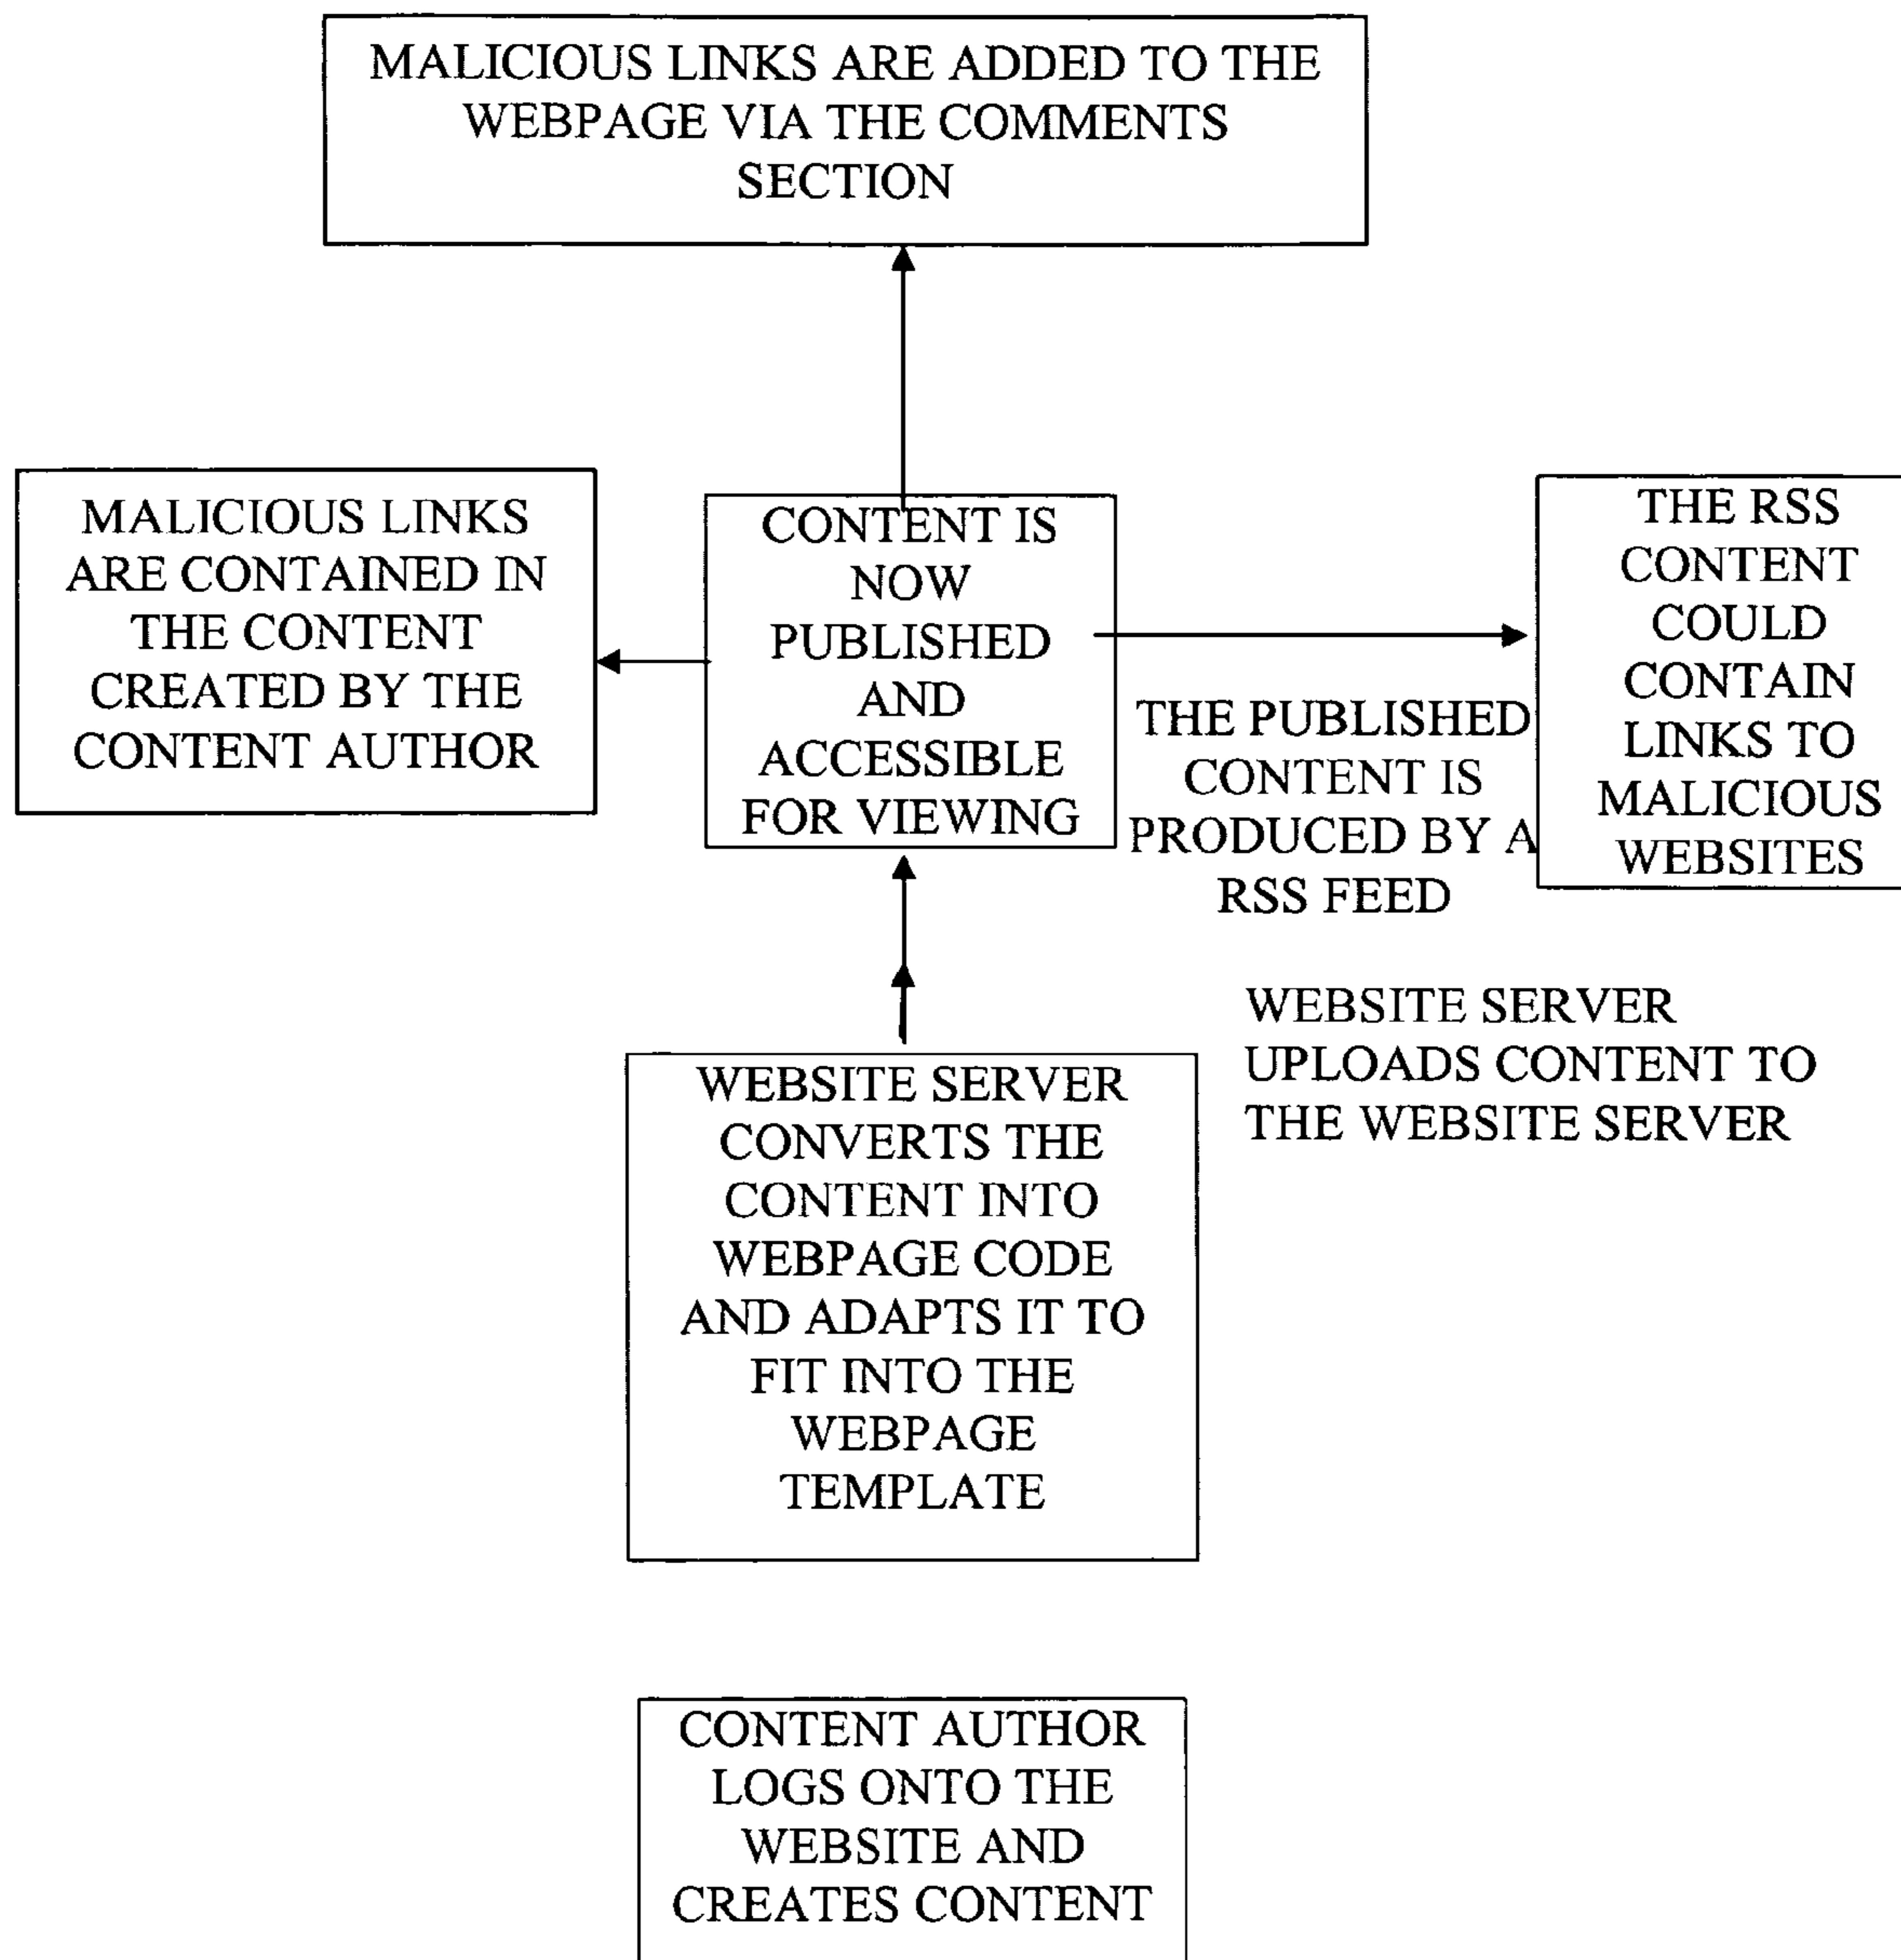 MALICIOUS LINKS ARE ADDED TO THE
WEBPAGE VIA THE COMMENTS
SECTION
MALICIOUS LINKS
ARE CONTAINED IN
THE CONTENT
CREATED BY THE
CONTENT AUTHOR
CONTENT IS
NOW
PUBLISHED
AND
ACCESSIBLE
FOR VIEWING
THE PUBLISHED
CONTENT IS
PRODUCED BY A
RSS FEED
THE RSS
CONTENT
COULD
CONTAIN
LINKS TO
MALICIOUS
WEBSITES
WEBSITE SERVER
UPLOADS CONTENT TO
THE WEBSITE SERVER
WEBSITE SERVER
CONVERTS THE
CONTENT INTO
WEBPAGE CODE
AND ADAPTS IT TO
FIT INTO THE
WEBPAGE
TEMPLATE
CONTENT AUTHOR
LOGS ONTO THE
WEBSITE AND
CREATES CONTENT